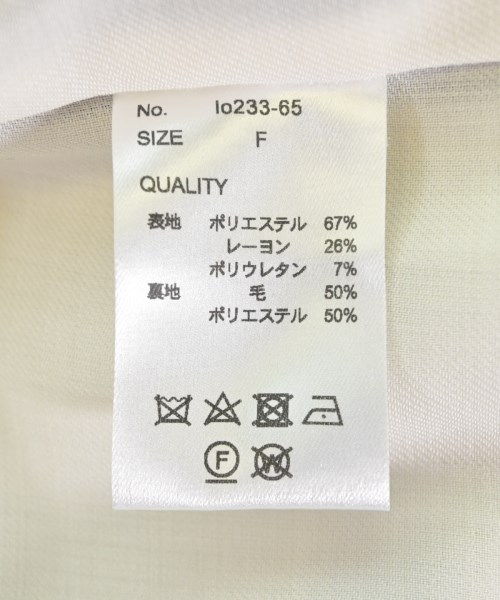 No. lo233-65
SIZE F
QUALITY
表地 ポリエステル 67%
レーヨン 26%
ポリウレタン 7%
裏地 毛 50%
ポリエステル 50%
F W